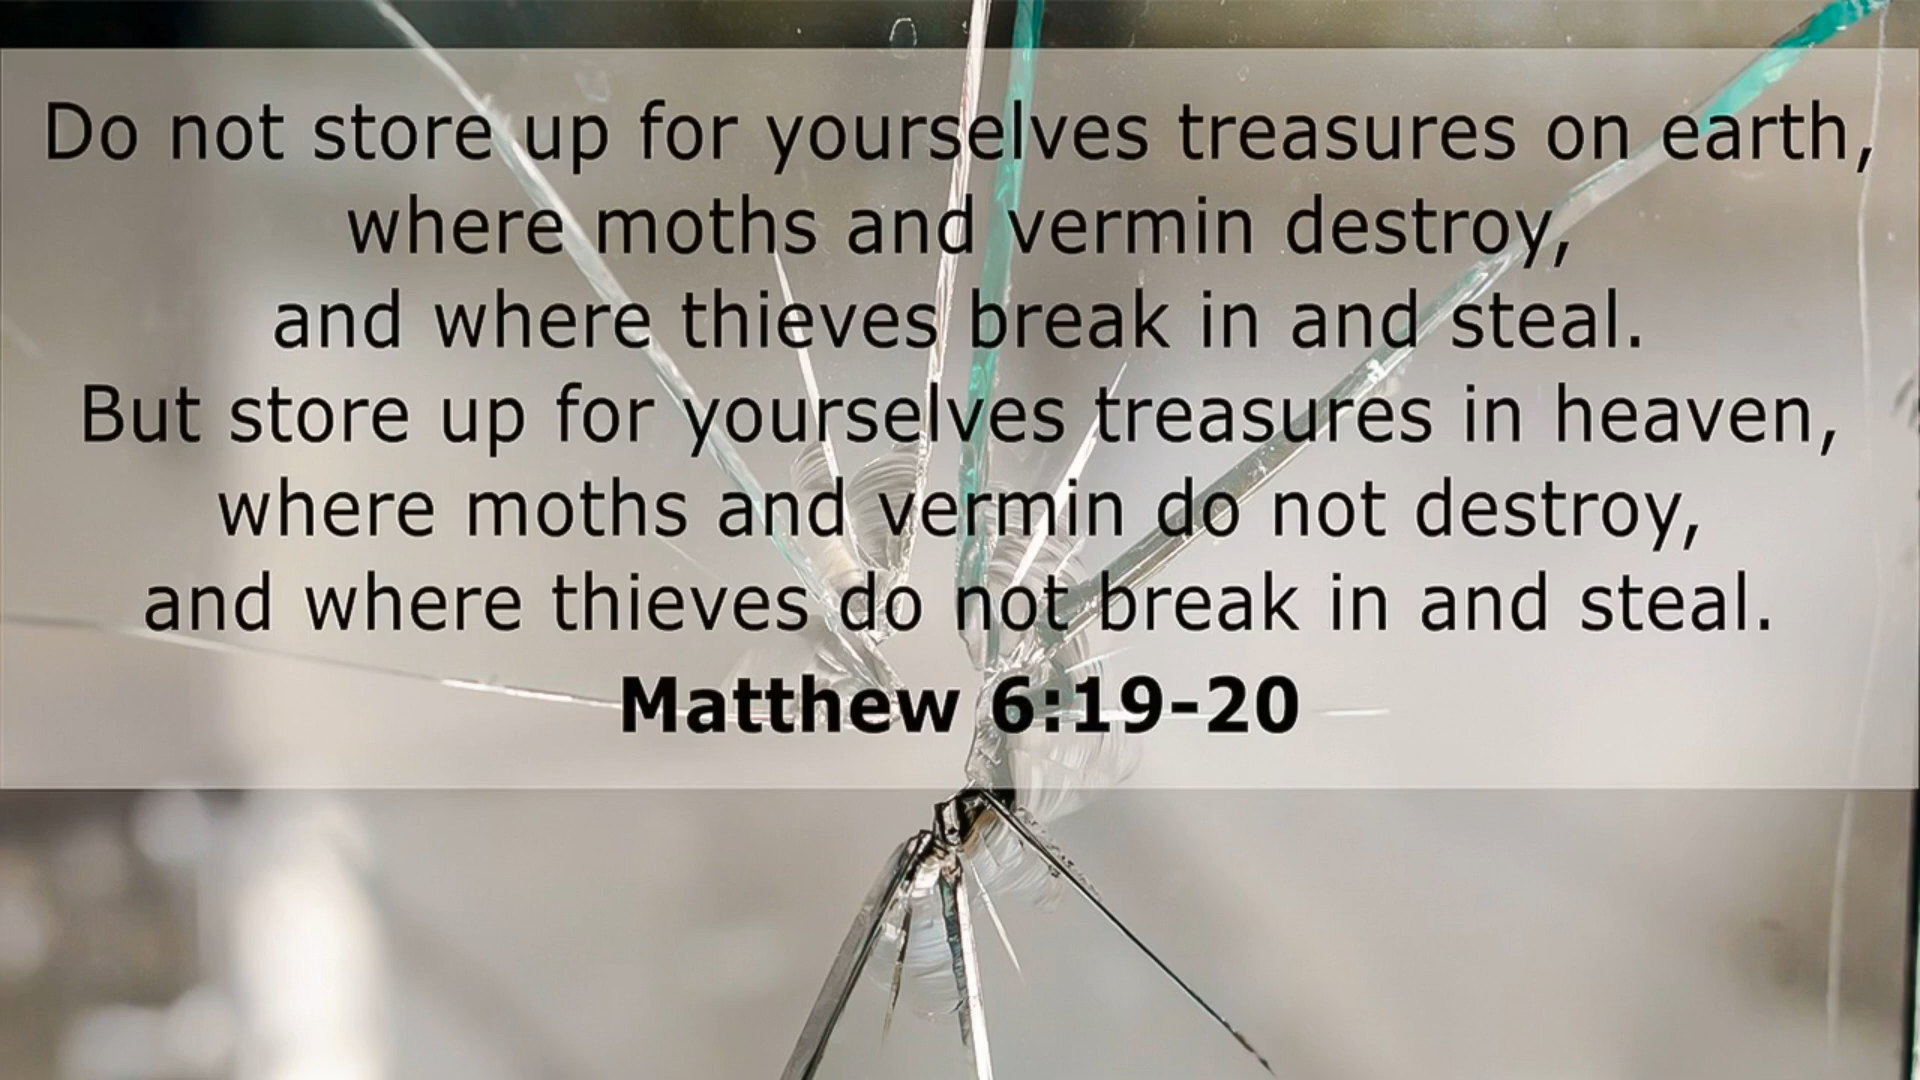 Do not store up for yourselves treasures on earth,
where moths and vermin destroy,
and where thieves break in and steal.
But store up for yourselves treasures in heaven,
where moths and vermin do not destroy,
and where thieves do not break in and steal.
Matthew 6:19-20